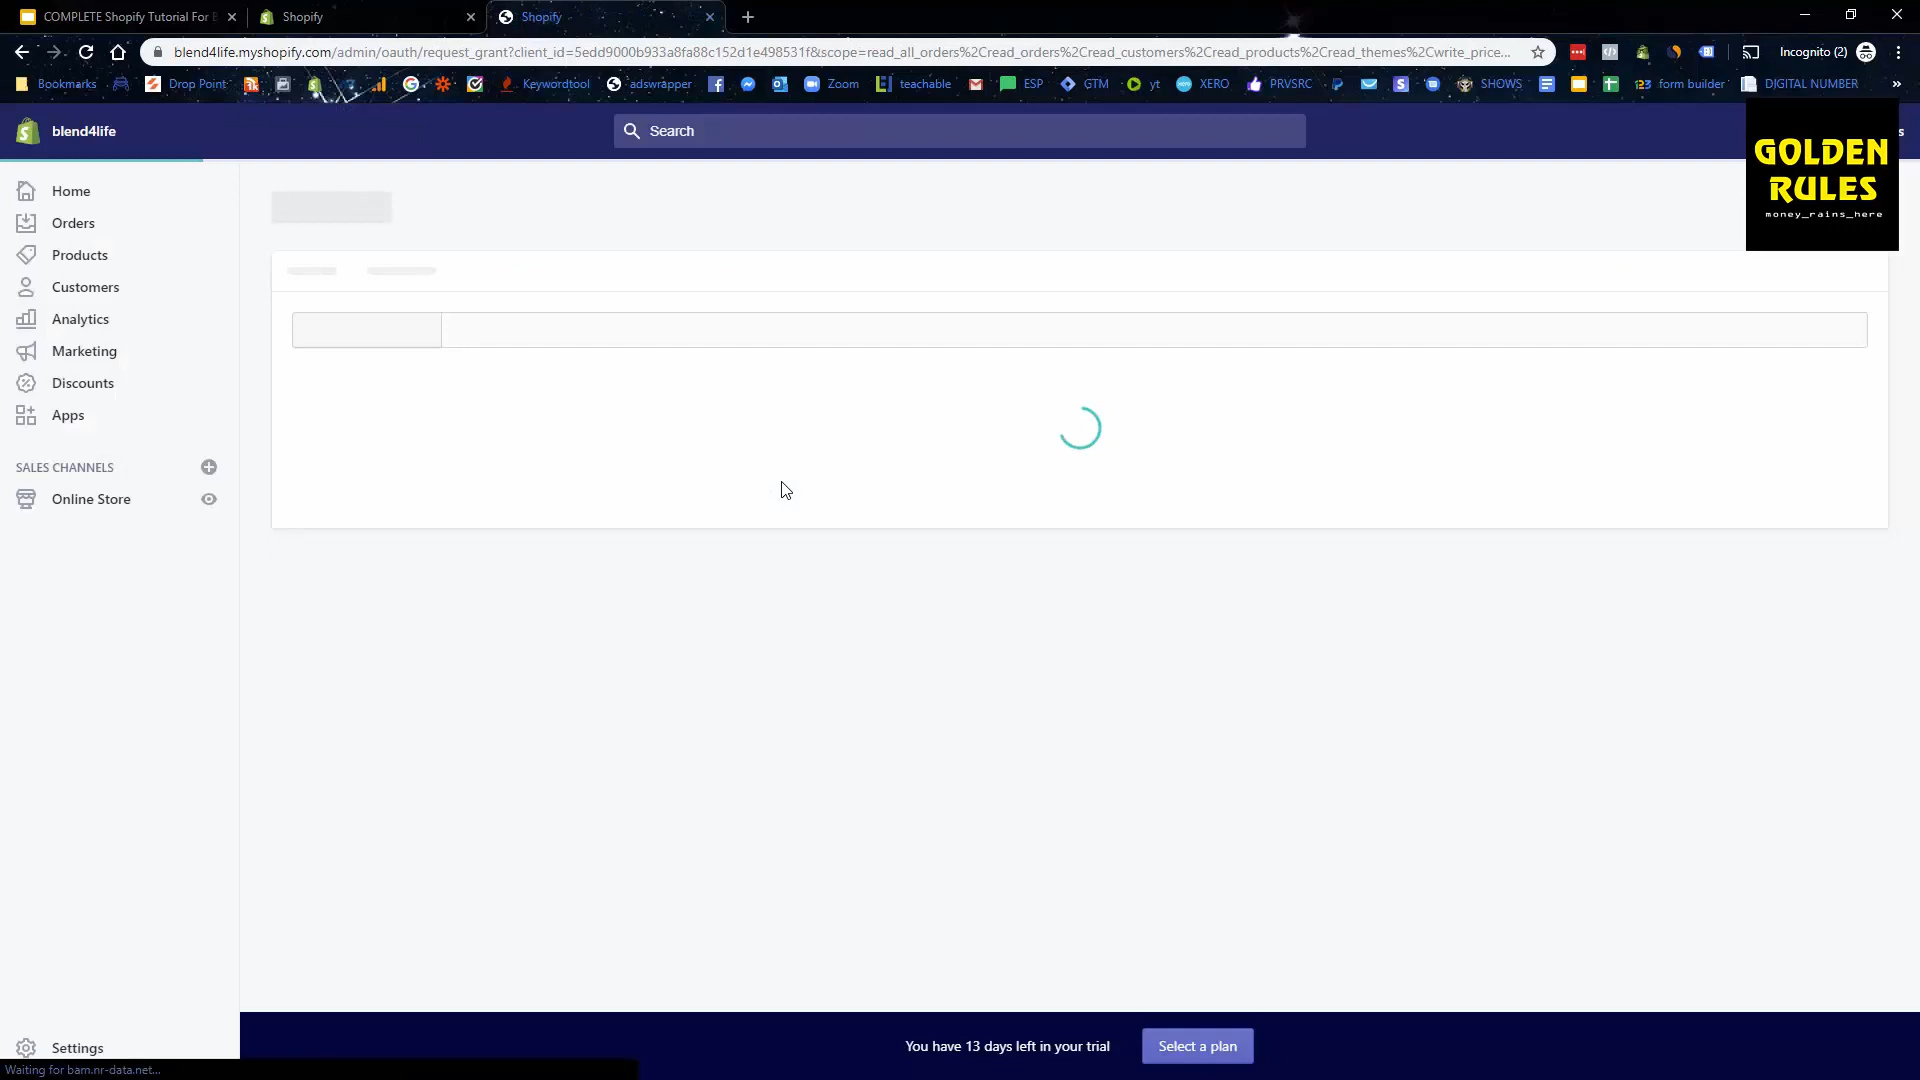 COMPLETE Shopify Tutorial For B
Shopify
Shopify
blend4life.myshopify.com/admin/oauth/request_grant?client_id=5edd9000b933a8fa88c152d1e498531f&scope=read_all_orders%2Cread_orders%2Cread_customers%2Cread_products%2Cread_themes%2Cwrite_price...
Incognito (2)
Bookmarks
Drop Point
Keywordtool
adswrapper
Zoom
teachable
ESP
GTM
yt
XERO
PRVSRC
SHOWS
form builder
DIGITAL NUMBER
blend4life
Search
GOLDEN
RULES
money_rains_here
Home
Orders
Products
Customers
Analytics
Marketing
Discounts
Apps
SALES CHANNELS
Online Store
Settings
You have 13 days left in your trial
Select a plan
Waiting for bam.nr-data.net...